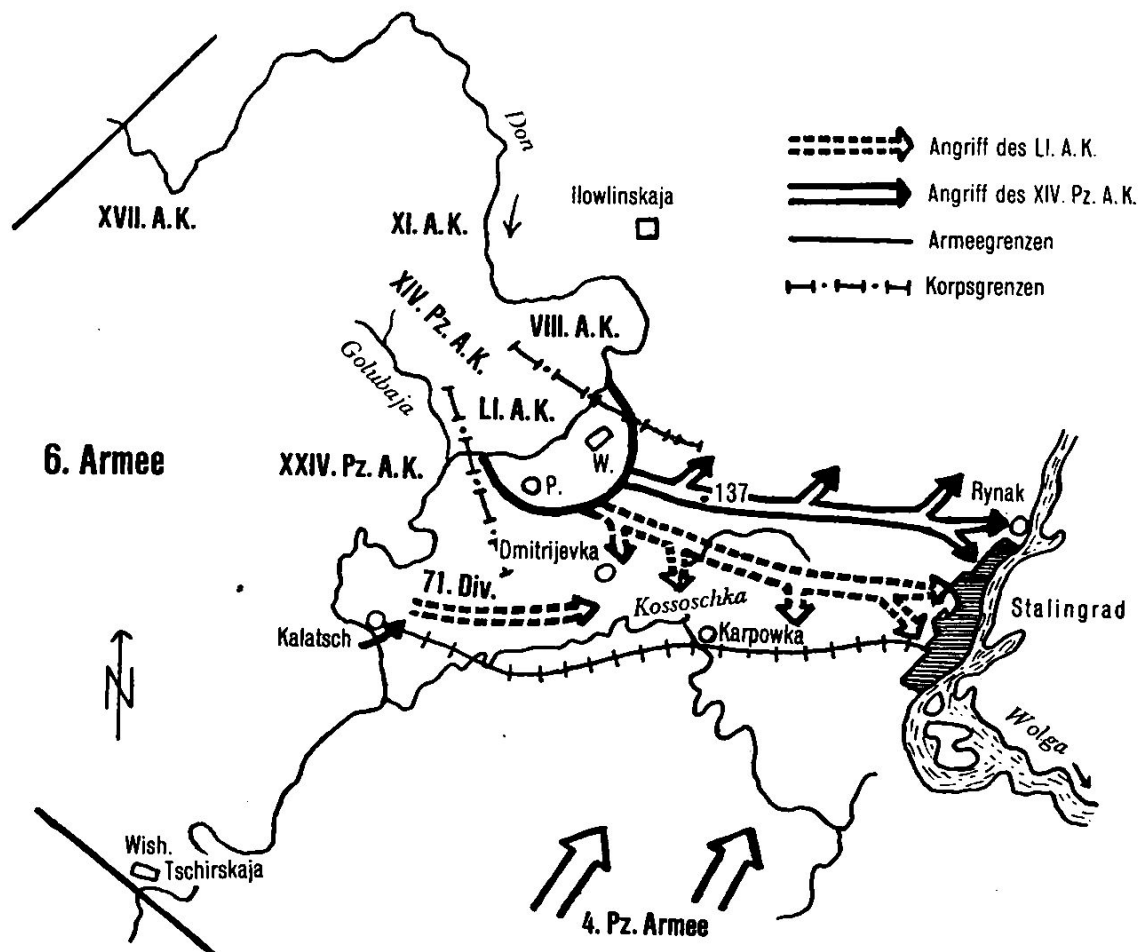 Don
Angriff des LI. A. K.
Ilowlinskaja
Angriff des XIV. Pz. A. K.
XVII. A. K.
XI. A. K.
Armeegrenzen
Korpsgrenzen
XIV. Pz. A. K.
VIII. A. K.
Golubaja
LI. A. K.
6. Armee
XXIV. Pz. A. K.
W.
P.
137
Rynak
Dmitrijevka
71. Div.
Kossoschka
Stalingrad
Kalatsch
Karpowka
N
Wolga
Wish.
Tschirskaja
4. Pz. Armee